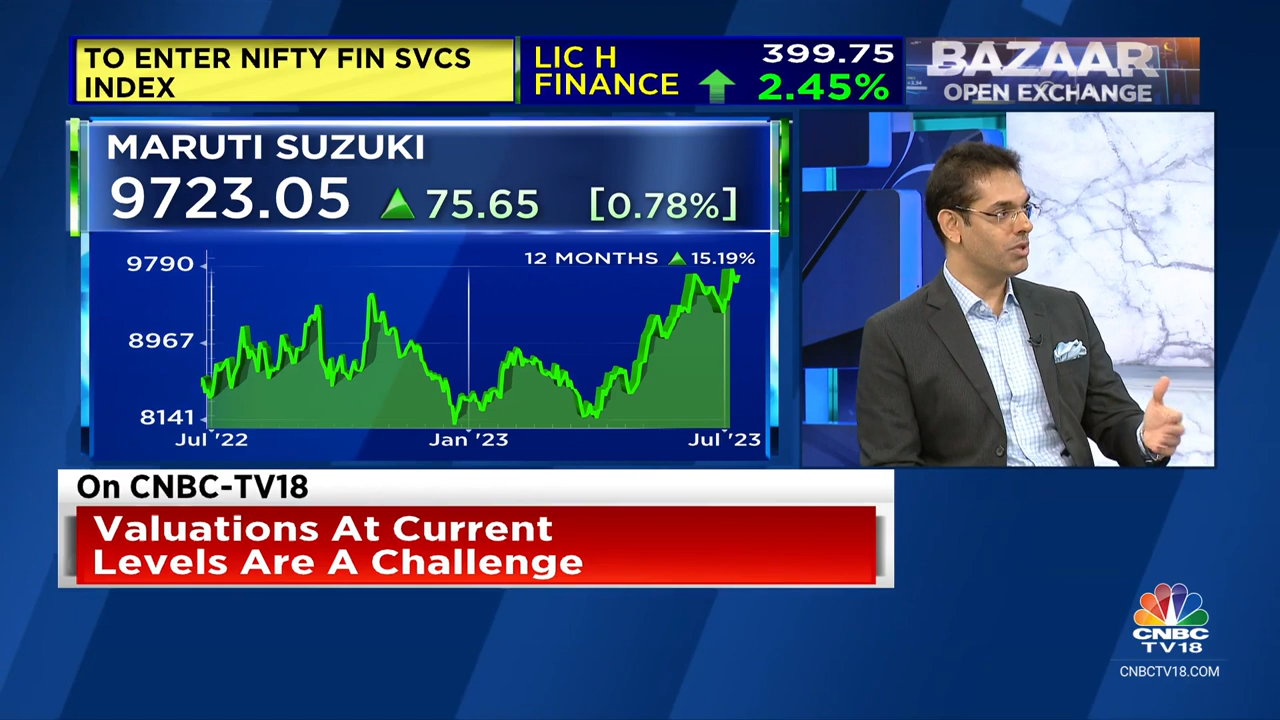 TO ENTER NIFTY FIN SVCS
INDEX
LIC H
FINANCE
399.75
2.45%
BAZAAR
OPEN EXCHANGE
MARUTI SUZUKI
9723.05 75.65 [0.78%]
12 MONTHS 15.19%
9790
8967
8141
Jul '22 Jan '23 Jul '23
On CNBC-TV18
Valuations At Current
Levels Are A Challenge
CNBC
TV18
CNBCTV18.COM